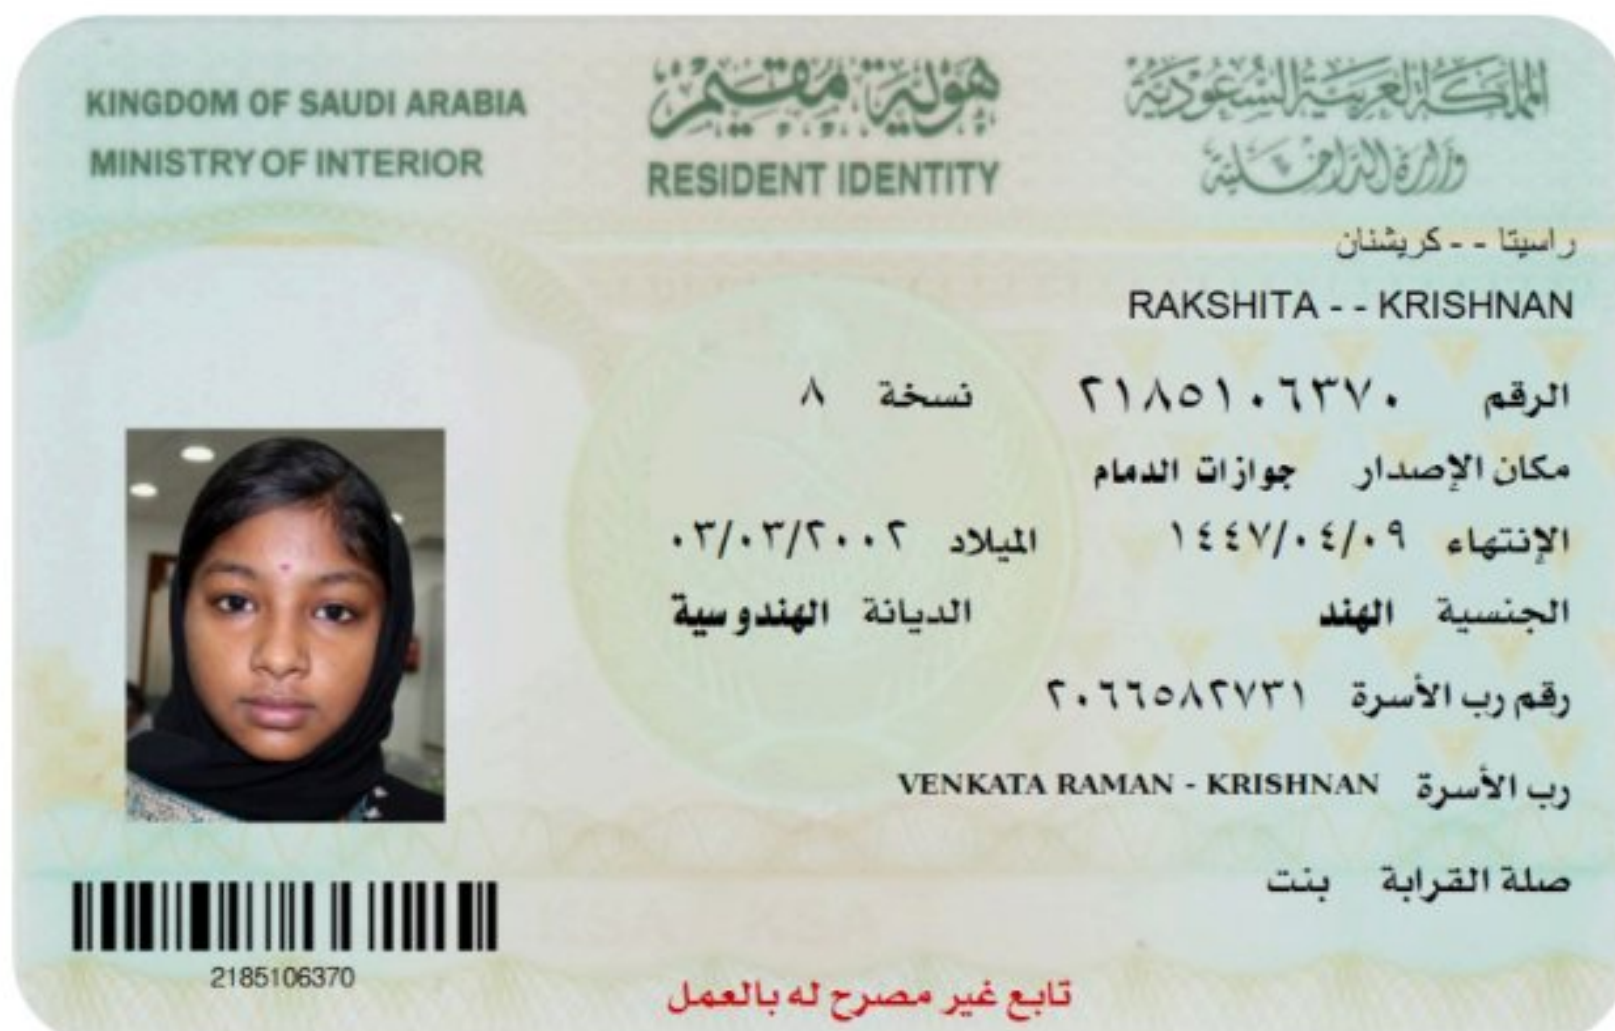 KINGDOM OF SAUDI ARABIA
MINISTRY OF INTERIOR
هوية مقيم
RESIDENT IDENTITY
المملكة العربية السعودية
وزارة الداخلية
راسيتا - - كريشنان
RAKSHITA - - KRISHNAN
الرقم ٢١٨٥١٠٦٣٧٠ نسخة ٨
مكان الإصدار جوازات الدمام
الإنتهاء ١٤٤٧/٠٤/٠٩ الميلاد ٠٣/٠٣/٢٠٠٢
الجنسية الهند الديانة الهندوسية
رقم رب الأسرة ٢٠٦٦٥٨٢٧٣١
رب الأسرة VENKATA RAMAN - KRISHNAN
صلة القرابة بنت
2185106370
تابع غير مصرح له بالعمل